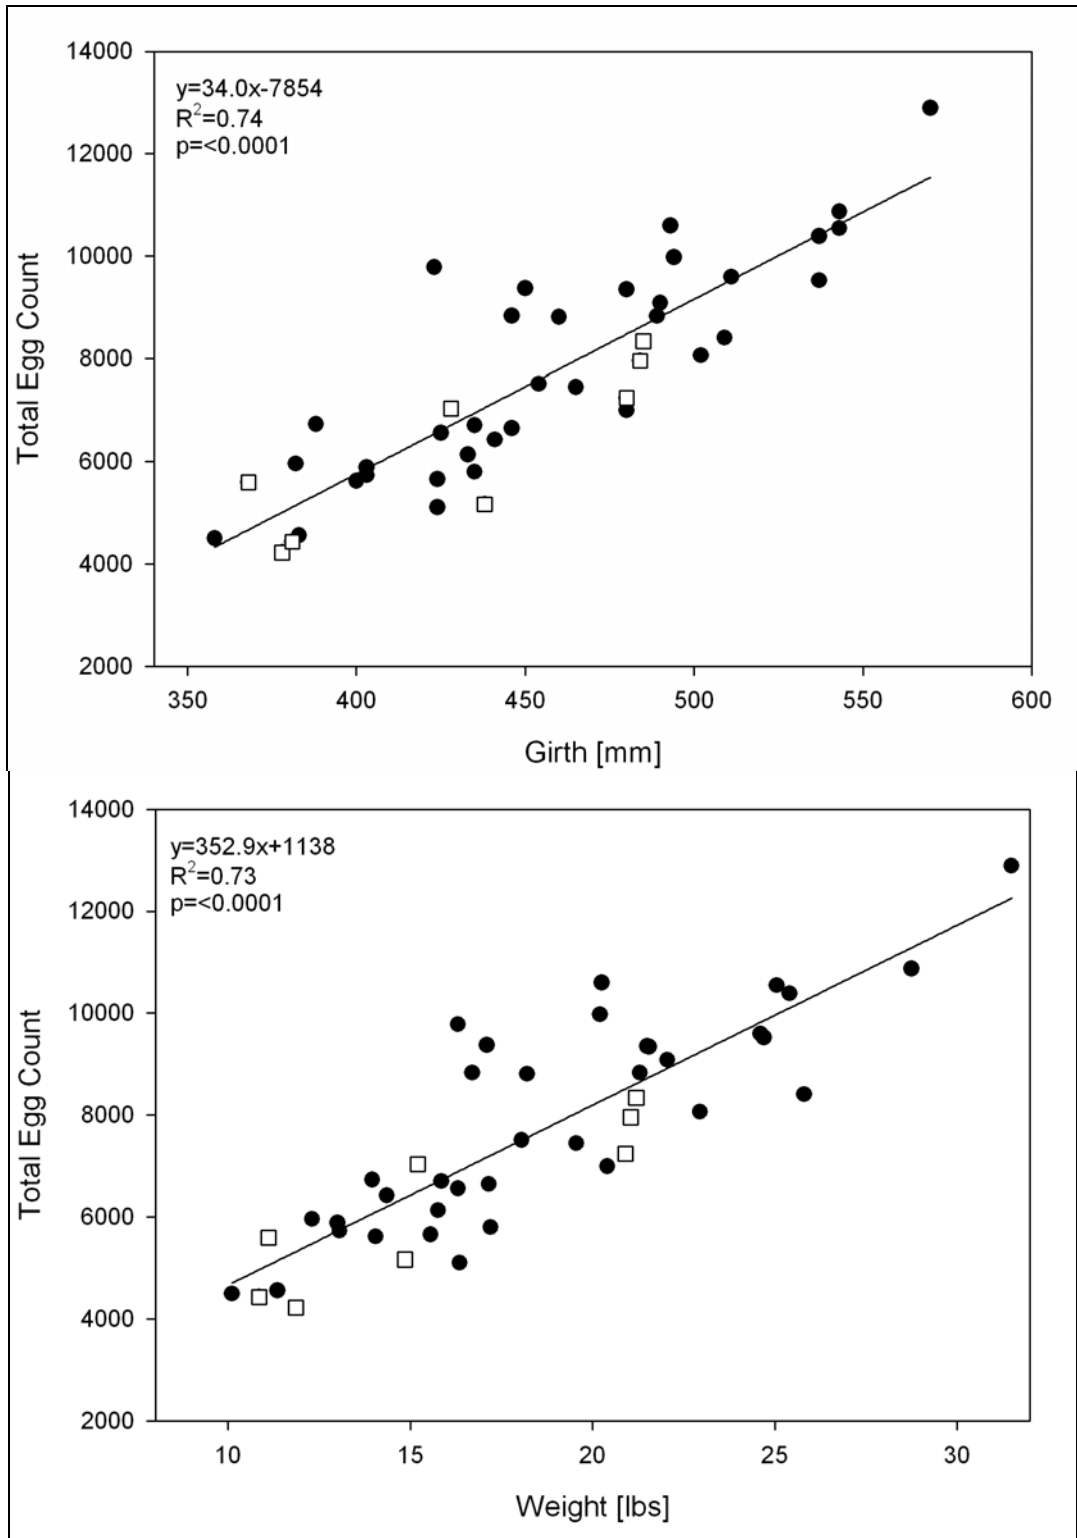 14000
y=34.0x-7854
R²=0.74
p=<0.0001
12000
10000
8000
6000
4000
2000
Total Egg Count
350 400 450 500 550 600
Girth [mm]
14000
y=352.9x+1138
R²=0.73
p=<0.0001
12000
10000
8000
6000
4000
2000
Total Egg Count
10 15 20 25 30
Weight [lbs]